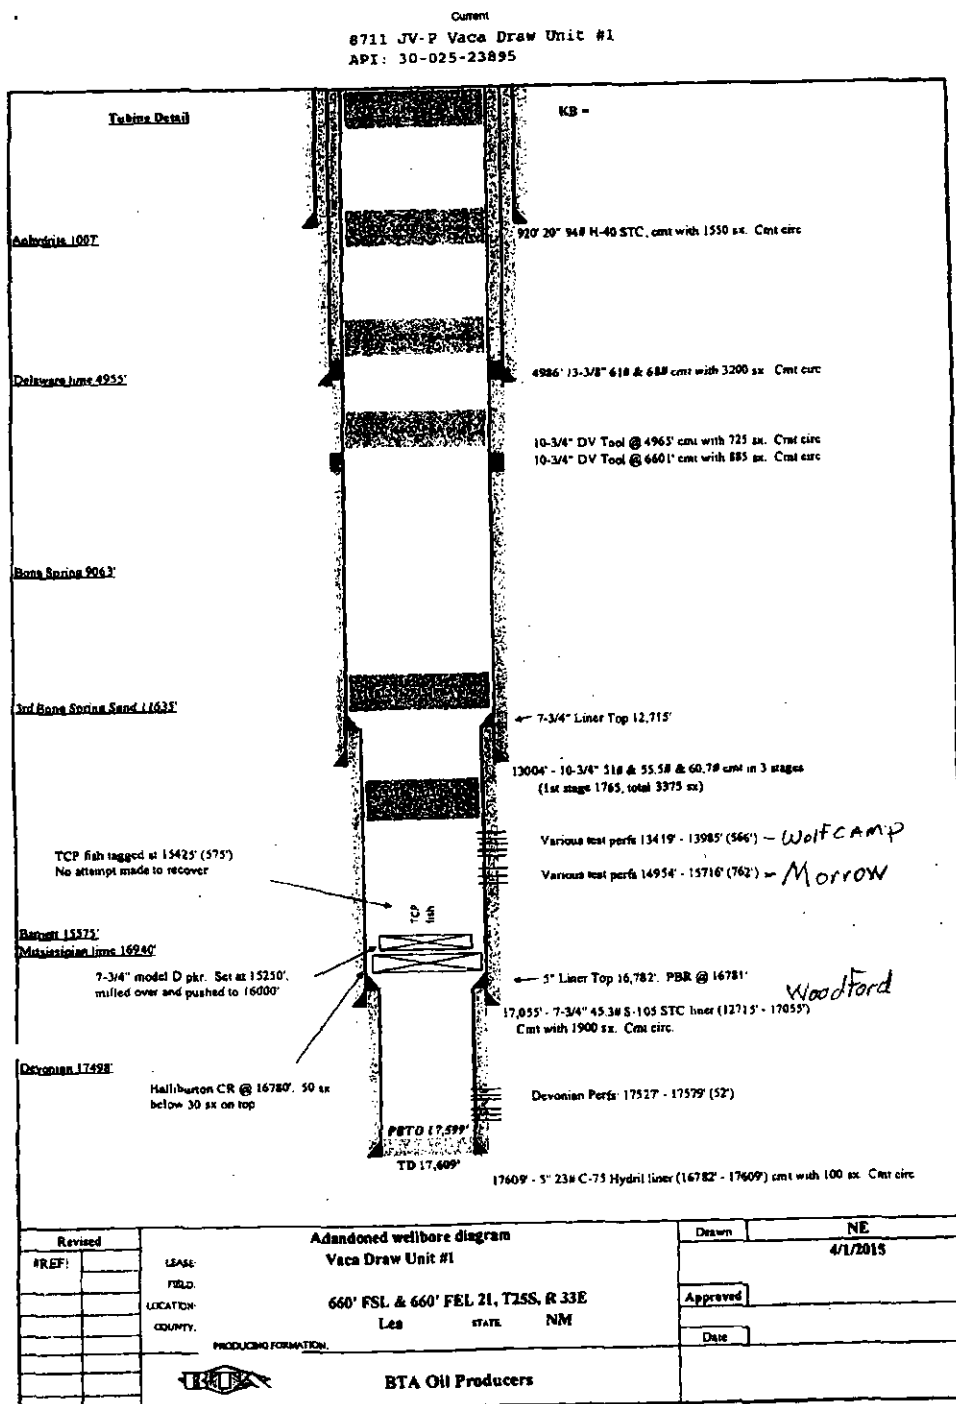 Current
8711 JV-P Vaca Draw Unit #1
API: 30-025-23895
Tubing Detail
KB =
Anhydrite 1007'
920' 20" 94# H-40 STC, cmt with 1550 sx. Cmt circ
Delaware lime 4955'
4986' 13-3/8" 61# & 68# cmt with 3200 sx Cmt circ
10-3/4" DV Tool @ 4965' cmt with 725 sx. Cmt circ
10-3/4" DV Tool @ 6601' cmt with 885 sx. Cmt circ
Bone Spring 9063'
3rd Bone Spring Sand 11635'
7-3/4" Liner Top 12,715'
13004' - 10-3/4" 51# & 55.5# & 60.7# cmt in 3 stages
(1st stage 1765, total 3375 sx)
Various test perfs 13419' - 13985' (566') - WolfCAMP
TCP fish tagged at 15425' (575')
No attempt made to recover
Various test perfs 14954' - 15716' (762') - Morrow
TCP
fish
Barnett 15575'
Mississipian lime 16940'
7-3/4" model D pkr. Set at 15250',
milled over and pushed to 16000'
5" Liner Top 16,782'. PBR @ 16781'
Woodford
17,055' - 7-3/4" 45.3# S-105 STC liner (12715' - 17055')
Cmt with 1900 sx. Cmt circ.
Devonian 17498'
Halliburton CR @ 16780'. 50 sx
below 30 sx on top
Devonian Perfs 17527' - 17579' (52')
PBTD 17,599'
TD 17,609'
17609' - 5" 23# C-75 Hydril liner (16782' - 17609') cmt with 100 sx. Cmt circ
Revised
#REF!
Adandoned wellbore diagram
LEASE:
Vaca Draw Unit #1
FIELD:
LOCATION:
660' FSL & 660' FEL 21, T25S, R 33E
COUNTY:
Lea
STATE
NM
PRODUCING FORMATION:
Drawn
NE
4/1/2015
Approved
Date
BTA
BTA Oil Producers